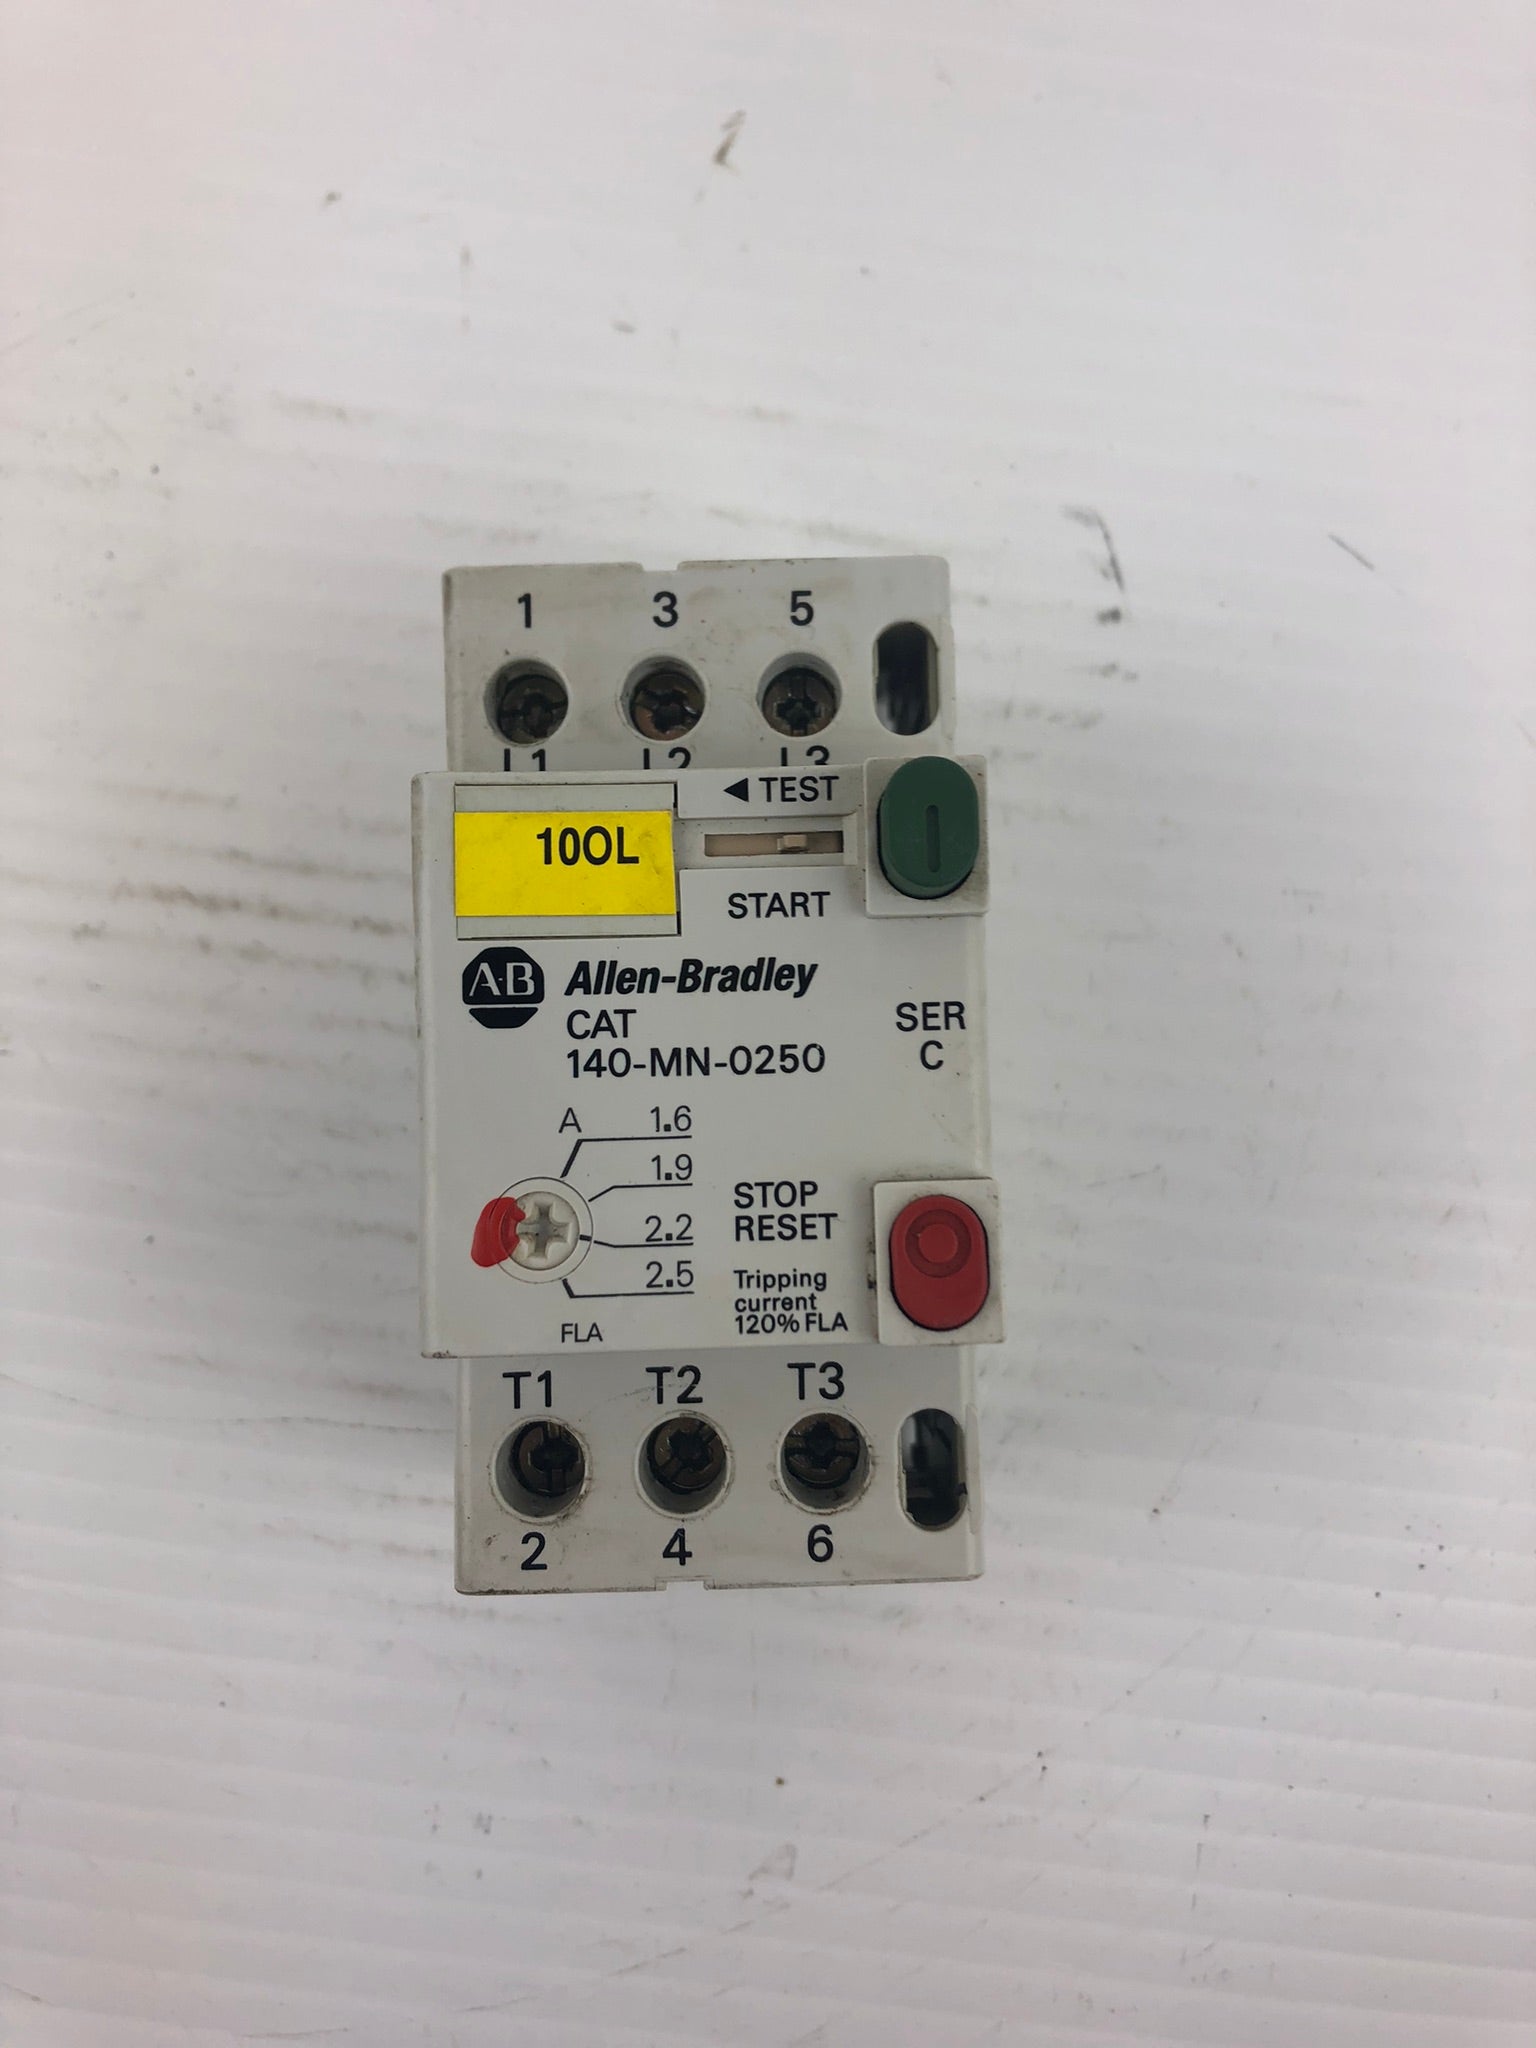 1 3 5
L1 L2 L3
◀ TEST
10OL
START
A-B Allen-Bradley
CAT
140-MN-0250
SER
C
A 1.6
1.9
2.2
2.5
FLA
STOP
RESET
Tripping
current
120% FLA
T1 T2 T3
2 4 6